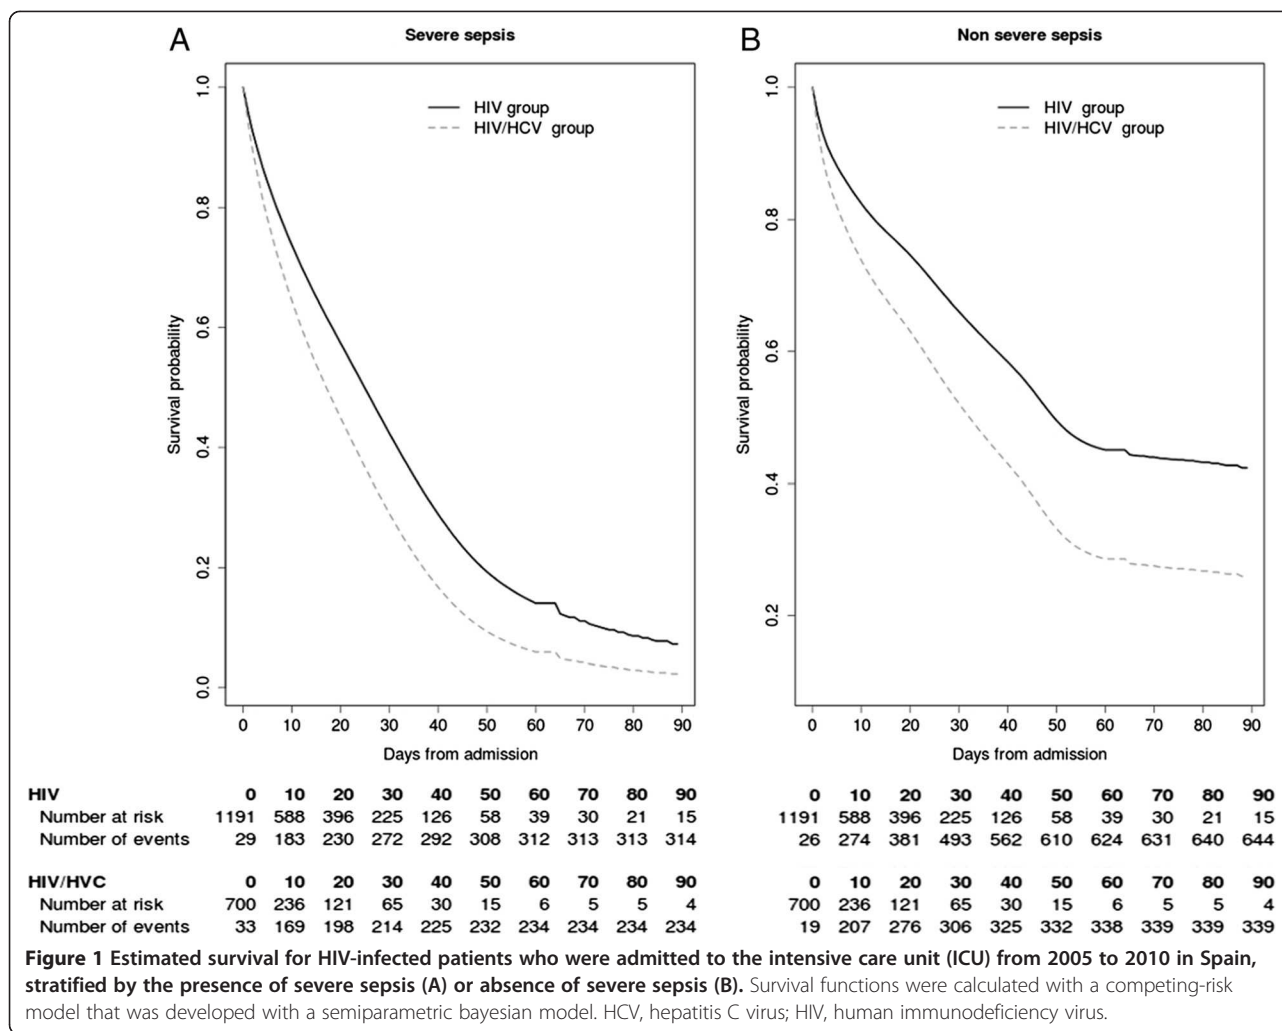 A
Severe sepsis
HIV group
HIV/HCV group
Survival probability
1.0
0.8
0.6
0.4
0.2
0.0
0 10 20 30 40 50 60 70 80 90
Days from admission
B
Non severe sepsis
HIV group
HIV/HCV group
Survival probability
1.0
0.8
0.6
0.4
0.2
0 10 20 30 40 50 60 70 80 90
Days from admission
HIV 0 10 20 30 40 50 60 70 80 90 0 10 20 30 40 50 60 70 80 90
Number at risk 1191 588 396 225 126 58 39 30 21 15 1191 588 396 225 126 58 39 30 21 15
Number of events 29 183 230 272 292 308 312 313 313 314 26 274 381 493 562 610 624 631 640 644
HIV/HVC 0 10 20 30 40 50 60 70 80 90 0 10 20 30 40 50 60 70 80 90
Number at risk 700 236 121 65 30 15 6 5 5 4 700 236 121 65 30 15 6 5 5 4
Number of events 33 169 198 214 225 232 234 234 234 234 19 207 276 306 325 332 338 339 339 339
Figure 1 Estimated survival for HIV-infected patients who were admitted to the intensive care unit (ICU) from 2005 to 2010 in Spain,
stratified by the presence of severe sepsis (A) or absence of severe sepsis (B). Survival functions were calculated with a competing-risk
model that was developed with a semiparametric bayesian model. HCV, hepatitis C virus; HIV, human immunodeficiency virus.